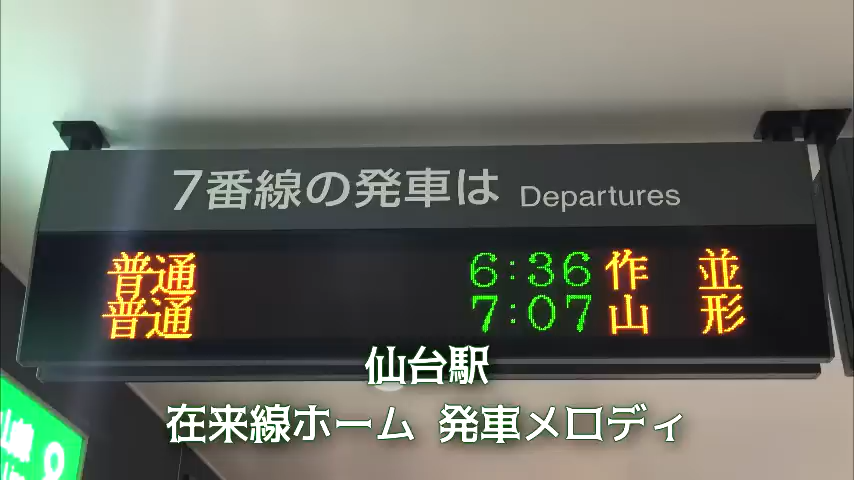 7番線の発車は Departures
普通 6:36 作 並
普通 7:07 山 形
仙台駅
在来線ホーム 発車メロディ